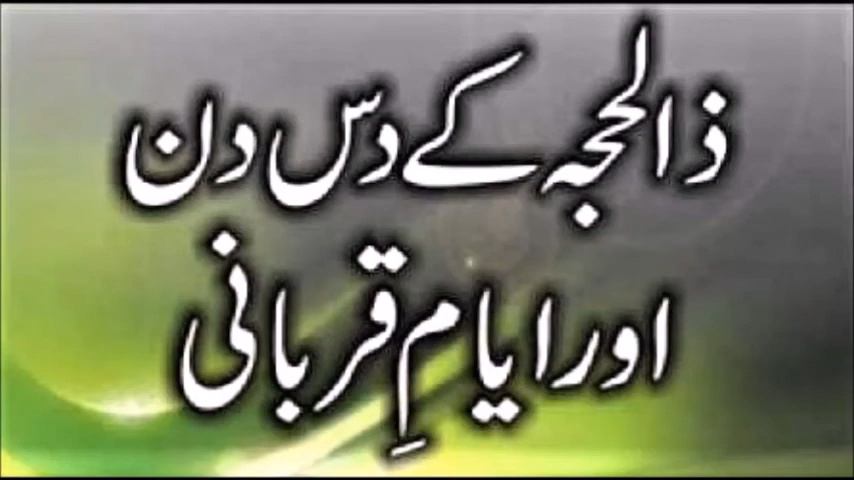 ذالحجہ کے دس دن
اور ایامِ قربانی